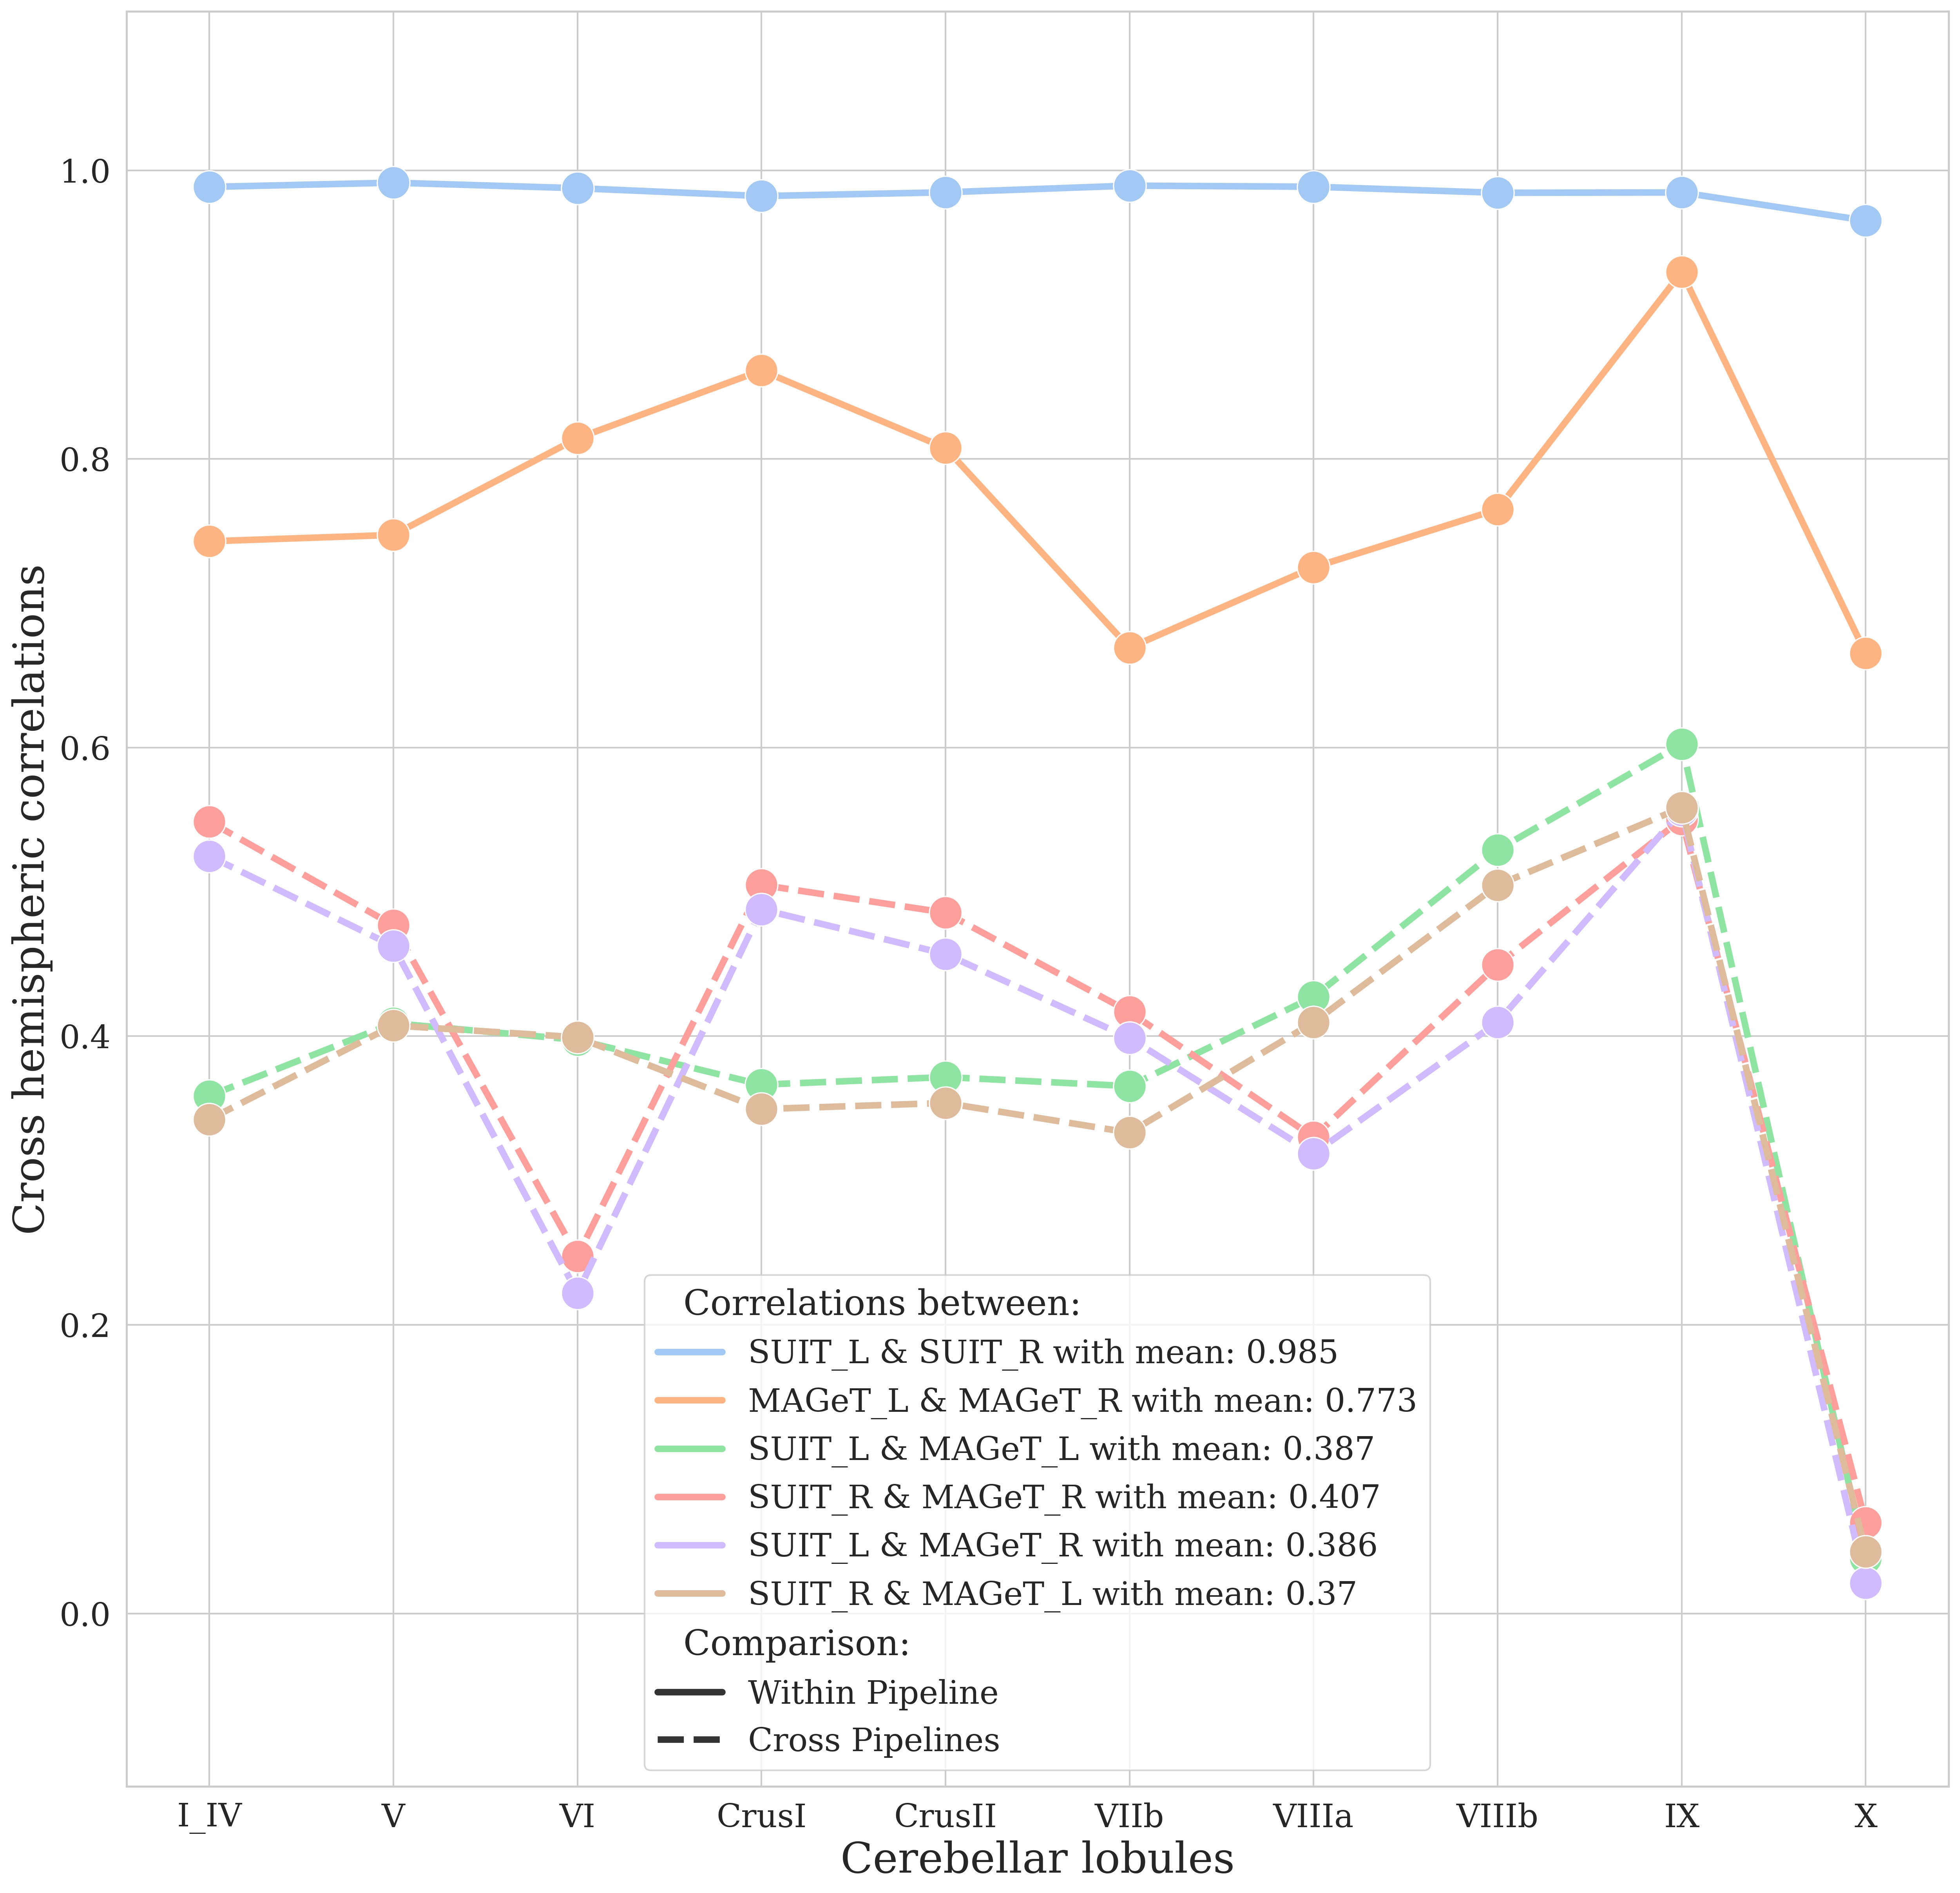 Cross hemispheric correlations
1.0
0.8
0.6
0.4
0.2
0.0
Correlations between:
SUIT_L & SUIT_R with mean: 0.985
MAGeT_L & MAGeT_R with mean: 0.773
SUIT_L & MAGeT_L with mean: 0.387
SUIT_R & MAGeT_R with mean: 0.407
SUIT_L & MAGeT_R with mean: 0.386
SUIT_R & MAGeT_L with mean: 0.37
Comparison:
Within Pipeline
Cross Pipelines
I_IV V VI CrusI CrusII VIIb VIIIa VIIIb IX X
Cerebellar lobules